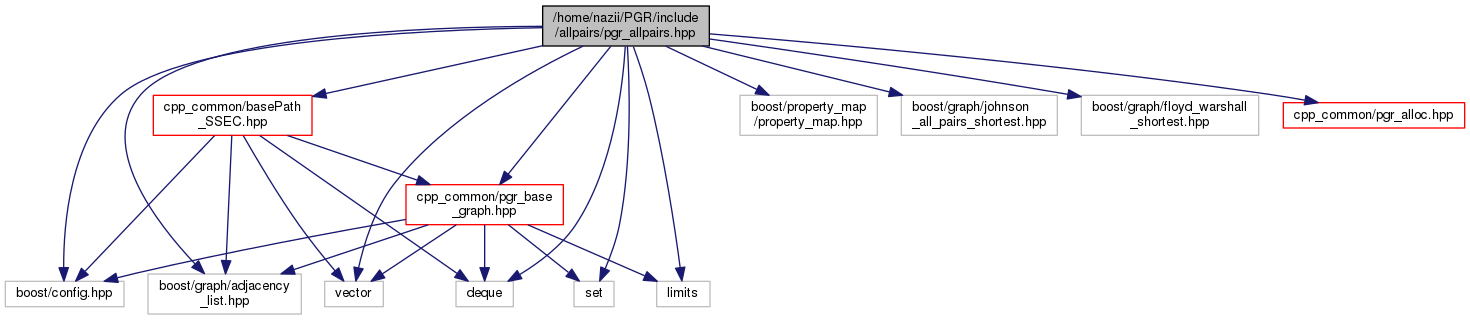 /home/nazii/PGR/include
/allpairs/pgr_allpairs.hpp
cpp_common/basePath
_SSEC.hpp
boost/property_map
/property_map.hpp
boost/graph/johnson
_all_pairs_shortest.hpp
boost/graph/floyd_warshall
_shortest.hpp
cpp_common/pgr_alloc.hpp
cpp_common/pgr_base
_graph.hpp
boost/config.hpp
boost/graph/adjacency
_list.hpp
vector
deque
set
limits